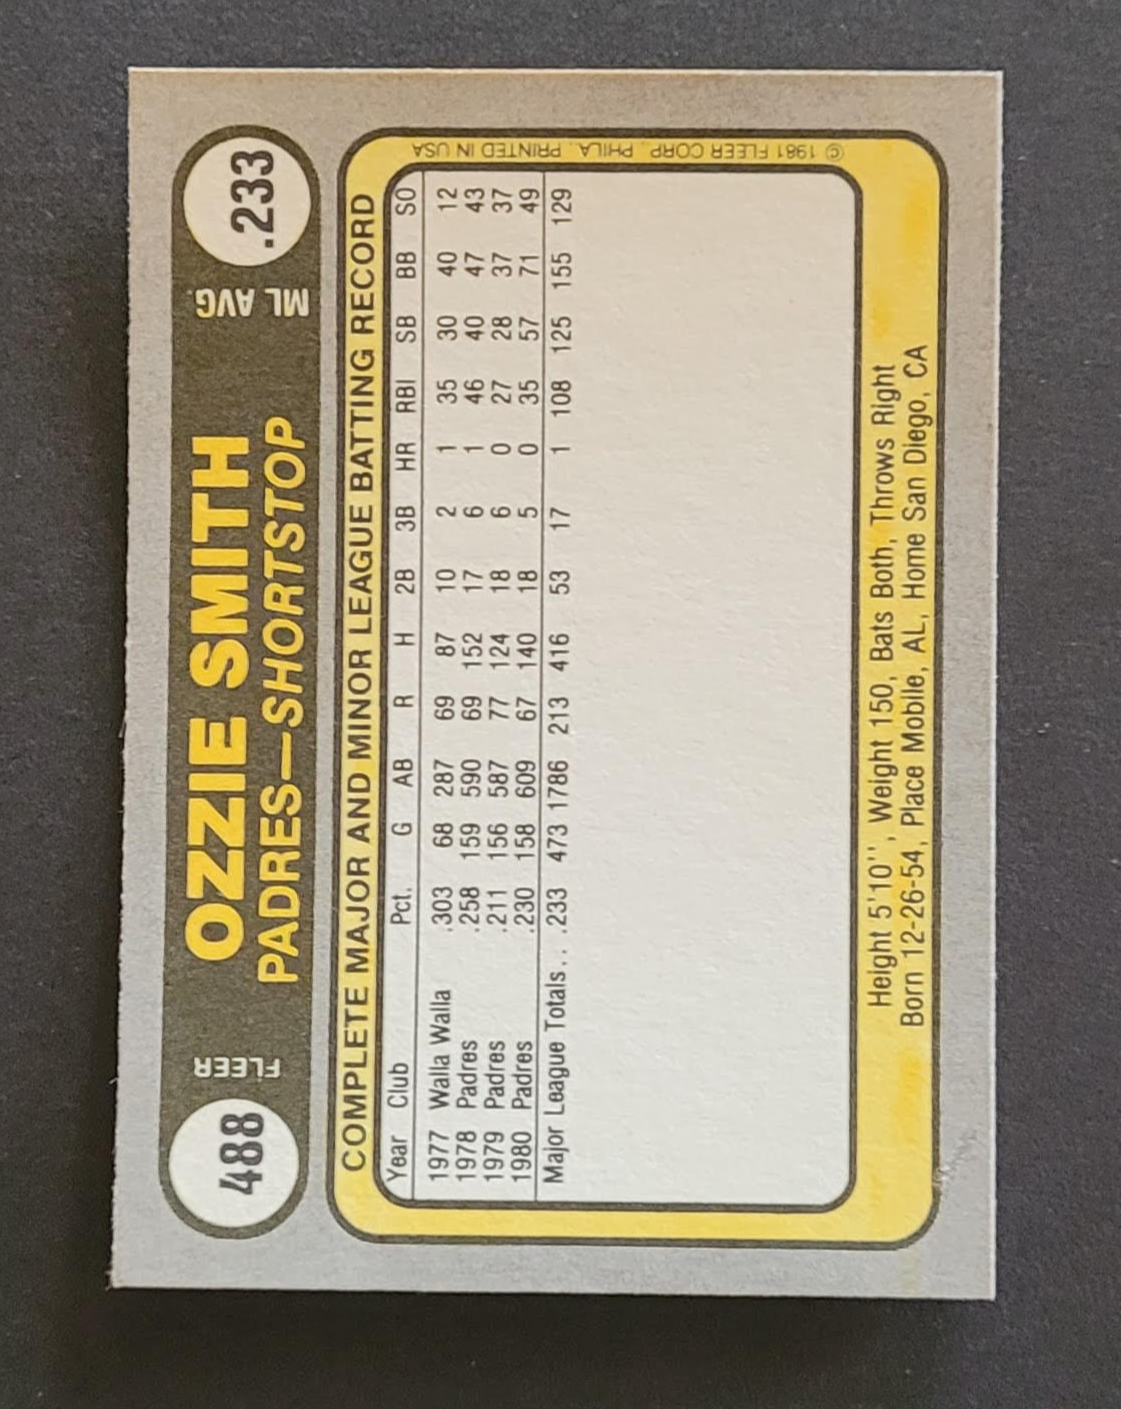 488
FLEER
OZZIE SMITH
PADRES—SHORTSTOP
ML AVG.
.233
COMPLETE MAJOR AND MINOR LEAGUE BATTING RECORD
Year Club Pct. G AB R H 2B 3B HR RBI SB BB SO
1977 Walla Walla .303 68 287 69 87 10 2 1 35 30 40 12
1978 Padres .258 159 590 69 152 17 6 1 46 40 47 43
1979 Padres .211 156 587 77 124 18 6 0 27 28 37 37
1980 Padres .230 158 609 67 140 18 5 0 35 57 71 49
Major League Totals... .233 473 1786 213 416 53 17 1 108 125 155 129
© 1981 FLEER CORP., PHILA., PRINTED IN USA
Height 5'10", Weight 150, Bats Both, Throws Right
Born 12-26-54, Place Mobile, AL, Home San Diego, CA